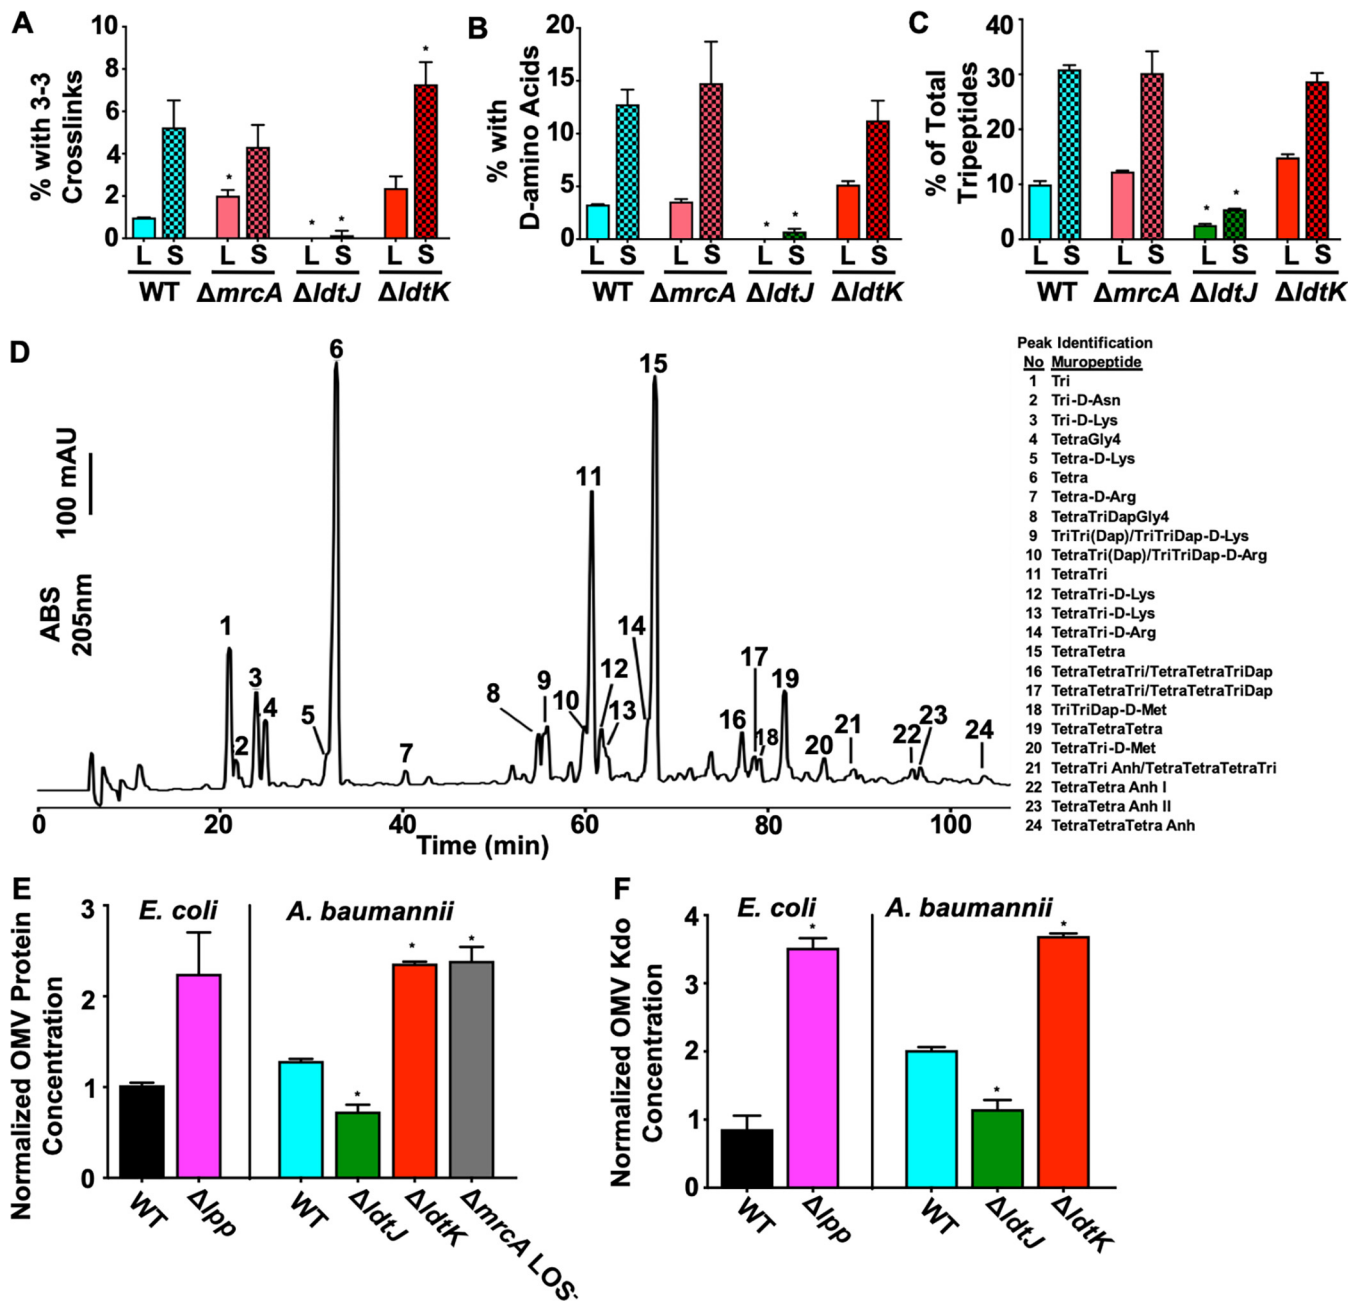 A
% with 3-3
Crosslinks
10
8
6
4
2
0
*
*
*
*
L S L S L S L S
WT ΔmrcA ΔldtJ ΔldtK
B
% with
D-amino Acids
20
15
10
5
0
*
*
L S L S L S L S
WT ΔmrcA ΔldtJ ΔldtK
C
% of Total
Tripeptides
40
30
20
10
0
*
*
L S L S L S L S
WT ΔmrcA ΔldtJ ΔldtK
D
100 mAU
ABS
205nm
1
2
3
4
5
6
7
8
9
10
11
12
13
14
15
16
17
18
19
20
21
22
23
24
0 20 40 60 80 100
Time (min)
Peak Identification
No Muropeptide
1 Tri
2 Tri-D-Asn
3 Tri-D-Lys
4 TetraGly4
5 Tetra-D-Lys
6 Tetra
7 Tetra-D-Arg
8 TetraTriDapGly4
9 TriTri(Dap)/TriTriDap-D-Lys
10 TetraTri(Dap)/TriTriDap-D-Arg
11 TetraTri
12 TetraTri-D-Lys
13 TetraTri-D-Lys
14 TetraTri-D-Arg
15 TetraTetra
16 TetraTetraTri/TetraTetraTriDap
17 TetraTetraTri/TetraTetraTriDap
18 TriTriDap-D-Met
19 TetraTetraTetra
20 TetraTri-D-Met
21 TetraTri Anh/TetraTetraTetraTri
22 TetraTetra Anh I
23 TetraTetra Anh II
24 TetraTetraTetra Anh
E
Normalized OMV Protein
Concentration
3
2
1
0
E. coli A. baumannii
*
*
*
WT
Δlpp
WT
ΔldtJ
ΔldtK
ΔmrcA LOS-
F
Normalized OMV Kdo
Concentration
4
3
2
1
0
E. coli A. baumannii
*
*
*
WT
Δlpp
WT
ΔldtJ
ΔldtK